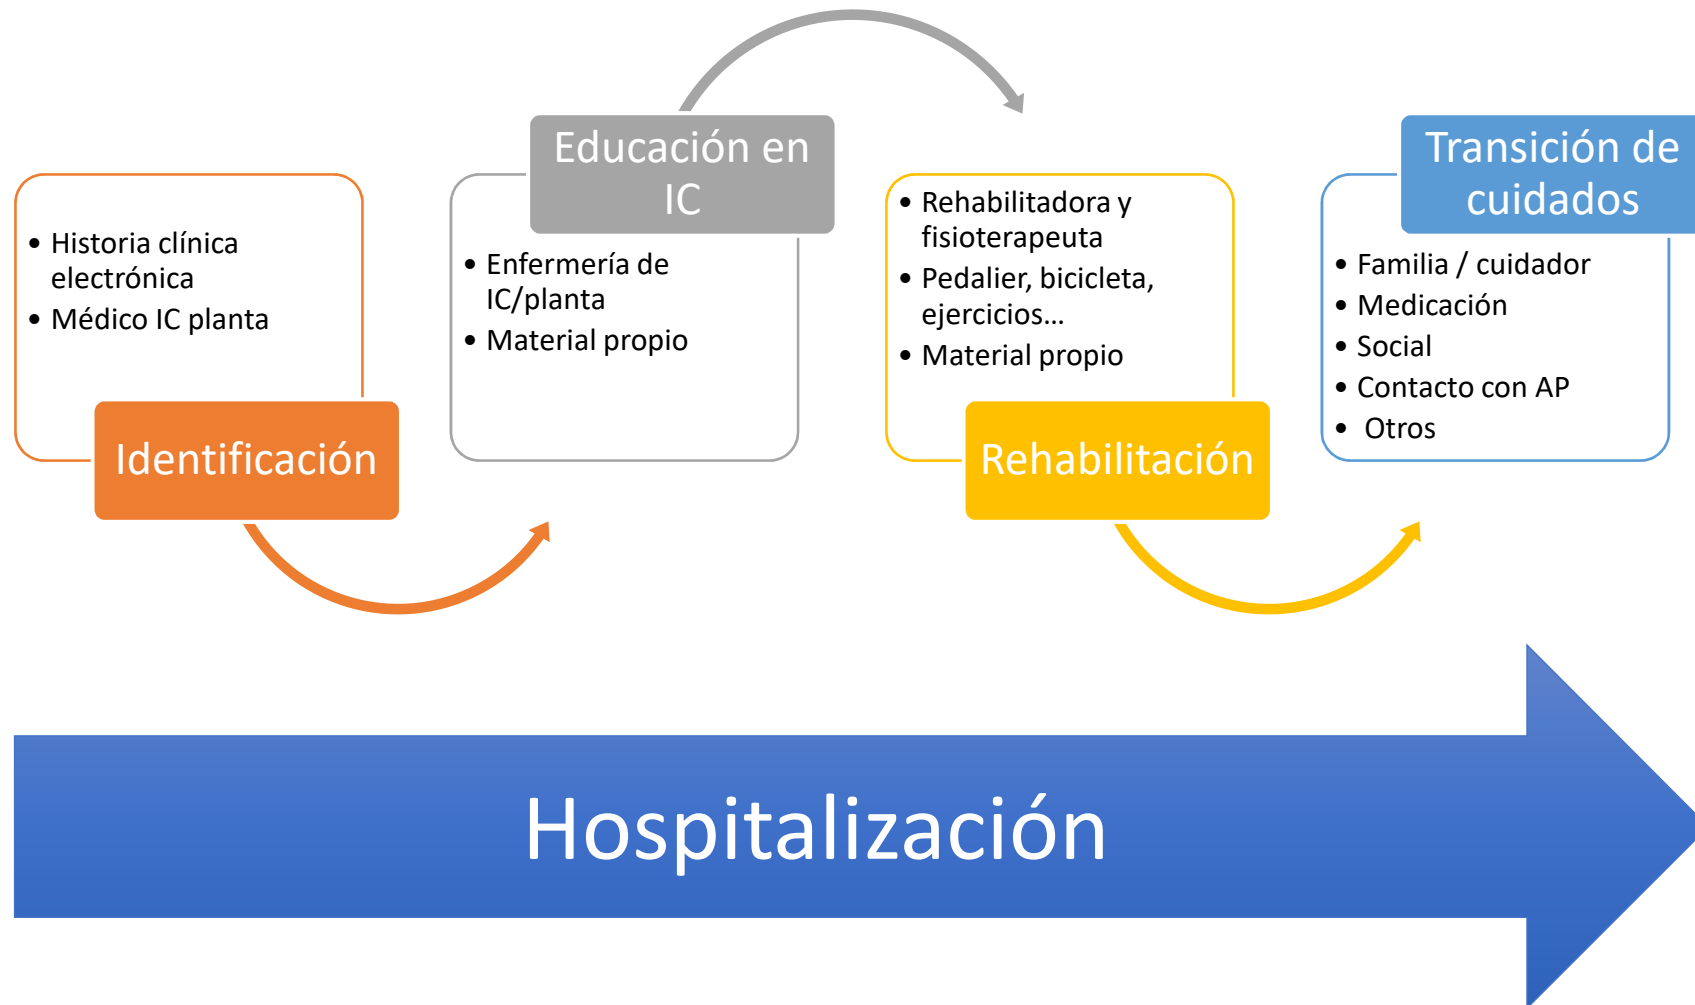 • Historia clínica
electrónica
• Médico IC planta
Identificación
Educación en
IC
• Enfermería de
IC/planta
• Material propio
• Rehabilitadora y
fisioterapeuta
• Pedalier, bicicleta,
ejercicios…
• Material propio
Rehabilitación
Transición de
cuidados
• Familia / cuidador
• Medicación
• Social
• Contacto con AP
• Otros
Hospitalización